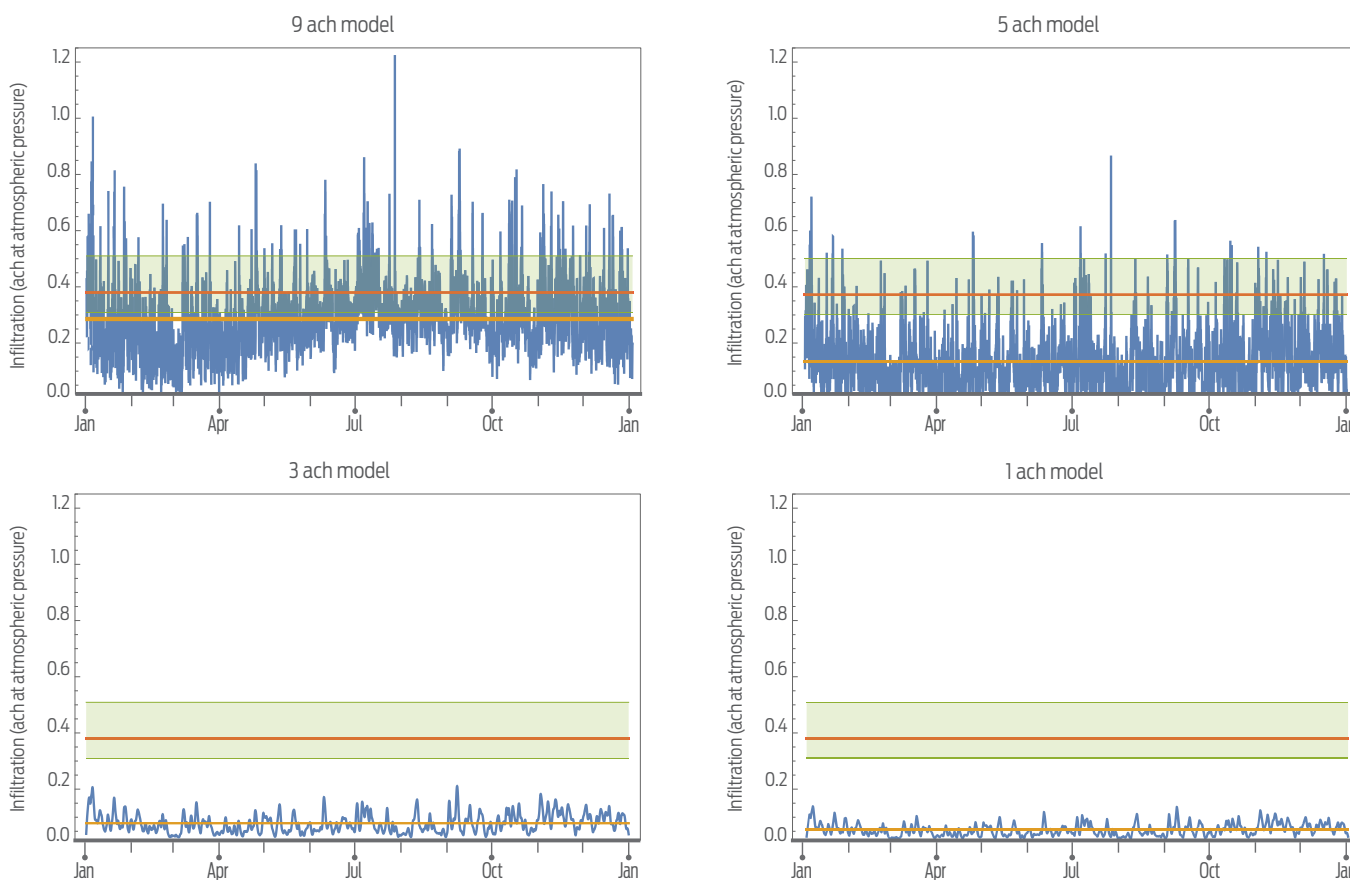 9 ach model
Infiltration (ach at atmospheric pressure)
1.2
1.0
0.8
0.6
0.4
0.2
0.0
Jan Apr Jul Oct Jan
5 ach model
Infiltration (ach at atmospheric pressure)
1.2
1.0
0.8
0.6
0.4
0.2
0.0
Jan Apr Jul Oct Jan
3 ach model
Infiltration (ach at atmospheric pressure)
1.2
1.0
0.8
0.6
0.4
0.2
0.0
Jan Apr Jul Oct Jan
1 ach model
Infiltration (ach at atmospheric pressure)
1.2
1.0
0.8
0.6
0.4
0.2
0.0
Jan Apr Jul Oct Jan